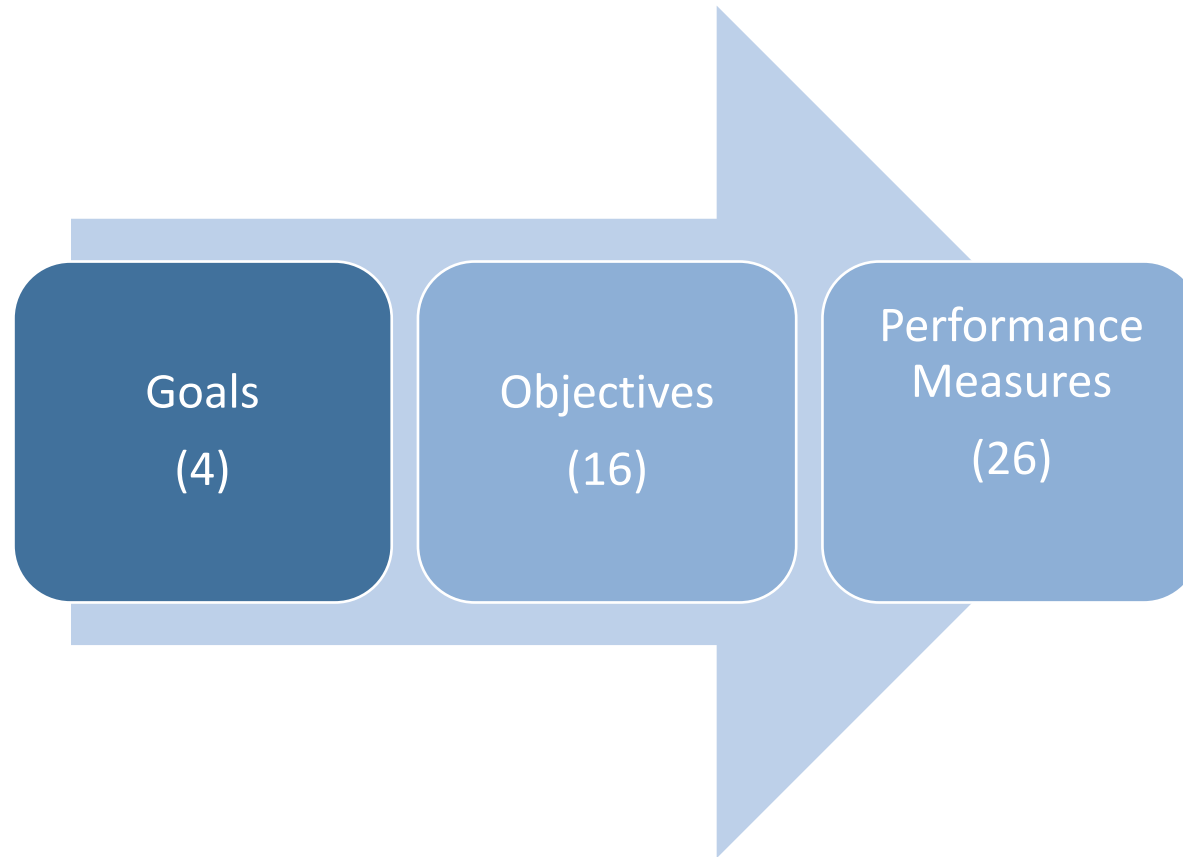 Goals
(4)
Objectives
(16)
Performance
Measures
(26)